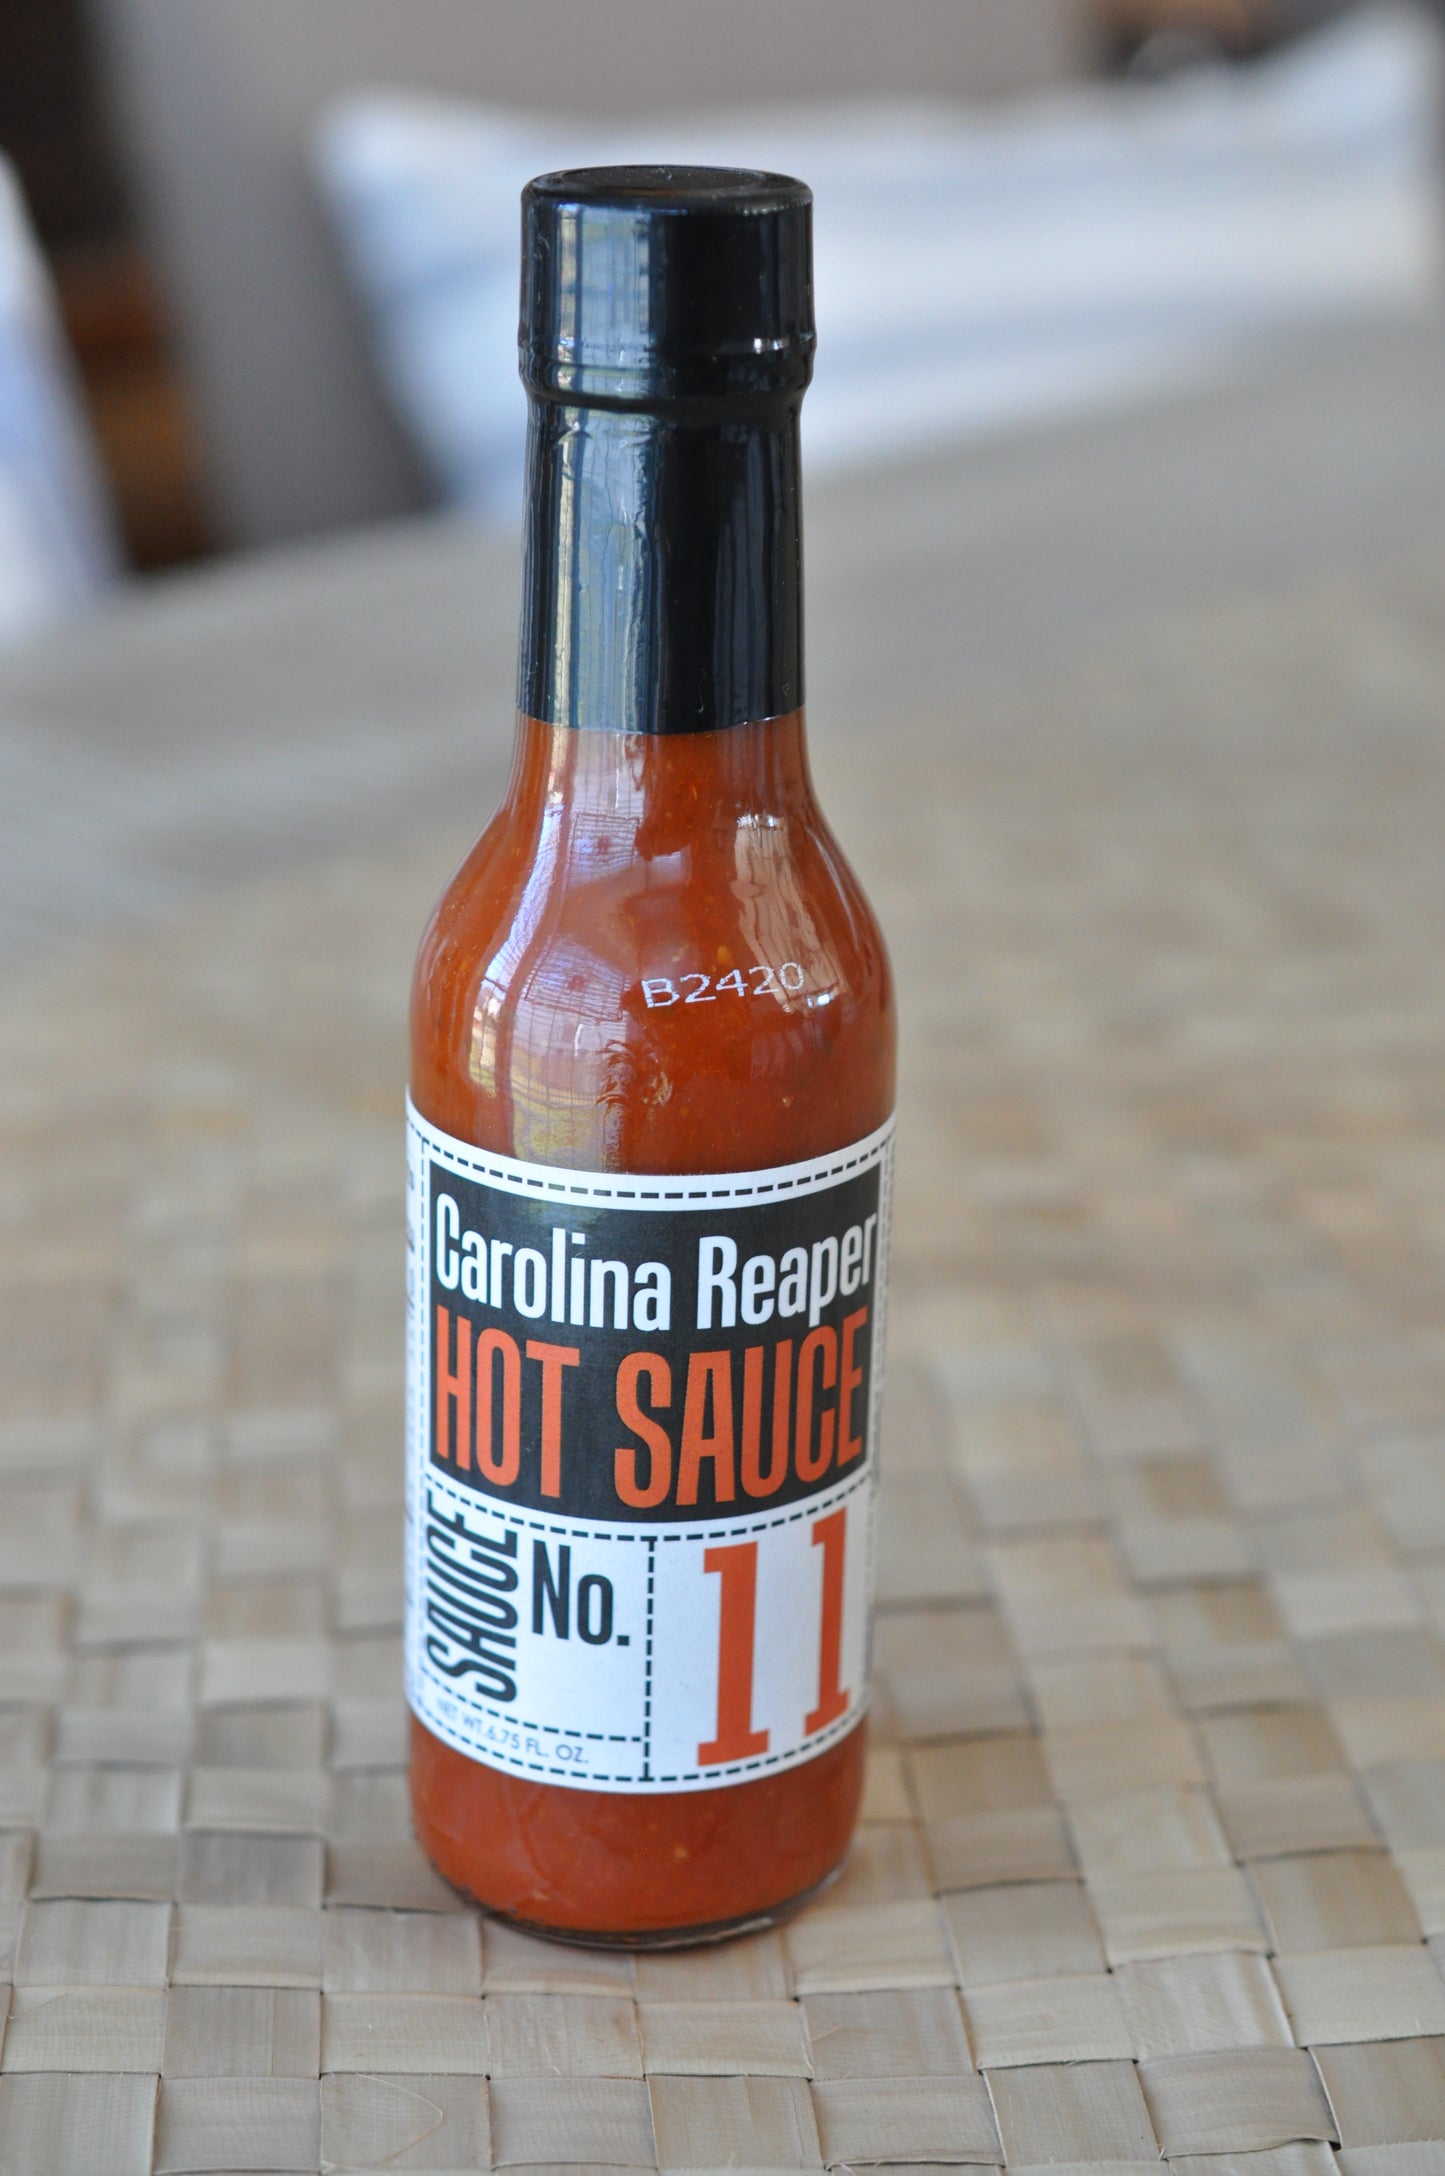 B2420
Carolina Reaper
HOT SAUCE
SAUCE
No.
11
NET WT.6.75 FL. OZ.